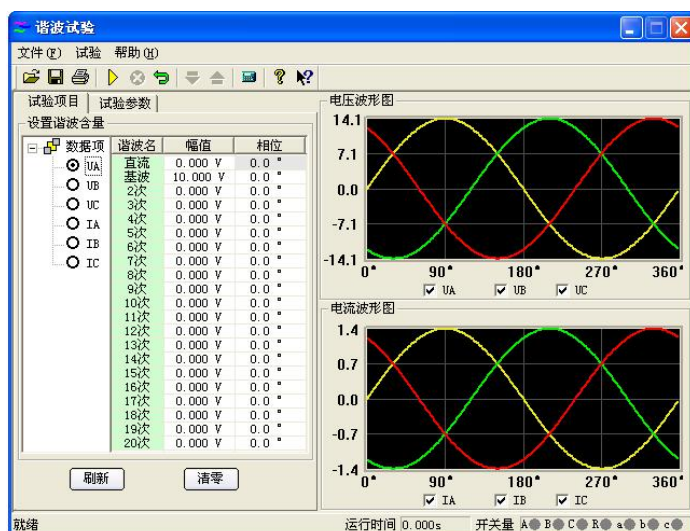 谐波试验
文件(F) 试验 帮助(H)
试验项目 试验参数
设置谐波含量
数据项
UA
UB
UC
IA
IB
IC
谐波名 幅值 相位
直流 0.000 V 0.0 °
基波 10.000 V 0.0 °
2次 0.000 V 0.0 °
3次 0.000 V 0.0 °
4次 0.000 V 0.0 °
5次 0.000 V 0.0 °
6次 0.000 V 0.0 °
7次 0.000 V 0.0 °
8次 0.000 V 0.0 °
9次 0.000 V 0.0 °
10次 0.000 V 0.0 °
11次 0.000 V 0.0 °
12次 0.000 V 0.0 °
13次 0.000 V 0.0 °
14次 0.000 V 0.0 °
15次 0.000 V 0.0 °
16次 0.000 V 0.0 °
17次 0.000 V 0.0 °
18次 0.000 V 0.0 °
19次 0.000 V 0.0 °
20次 0.000 V 0.0 °
刷新 清零
电压波形图
14.1
7.1
0.0
-7.1
-14.1
0° 90° 180° 270° 360°
UA UB UC
电流波形图
1.4
0.7
0.0
-0.7
-1.4
0° 90° 180° 270° 360°
IA IB IC
就绪 运行时间 0.000s 开关量 A B C R a b c